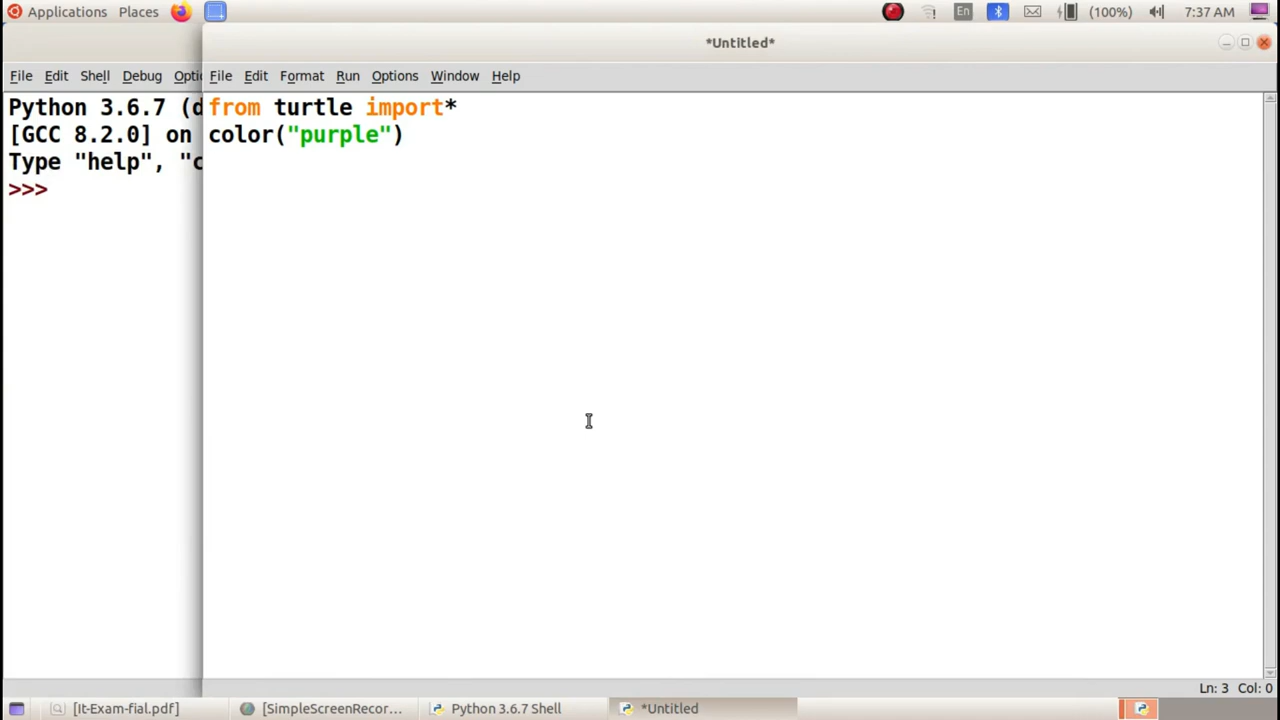 Applications Places En (100%) 7:37 AM
*Untitled*
File Edit Shell Debug Optic
File Edit Format Run Options Window Help
Python 3.6.7 (d
[GCC 8.2.0] on
Type "help", "c
>>>
from turtle import*
color("purple")
Ln: 3 Col: 0
[It-Exam-fial.pdf] [SimpleScreenRecor... Python 3.6.7 Shell *Untitled